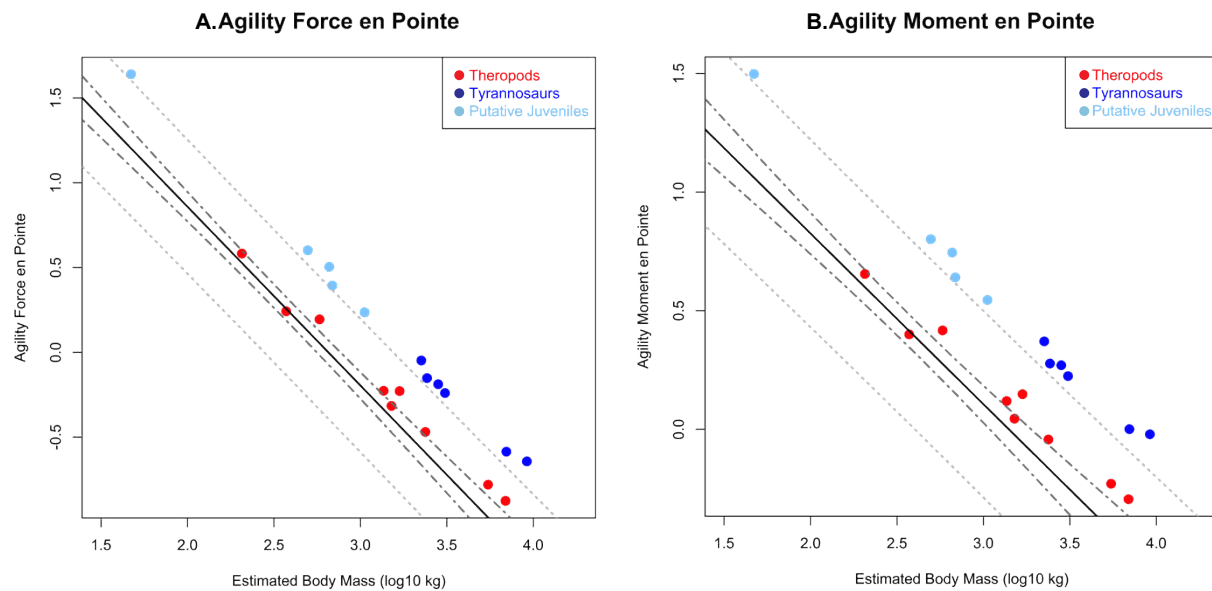 A.Agility Force en Pointe
Theropods
Tyrannosaurs
Putative Juveniles
Agility Force en Pointe
1.5
1.0
0.5
0.0
-0.5
1.5 2.0 2.5 3.0 3.5 4.0
Estimated Body Mass (log10 kg)
B.Agility Moment en Pointe
Theropods
Tyrannosaurs
Putative Juveniles
Agility Moment en Pointe
1.5
1.0
0.5
0.0
1.5 2.0 2.5 3.0 3.5 4.0
Estimated Body Mass (log10 kg)